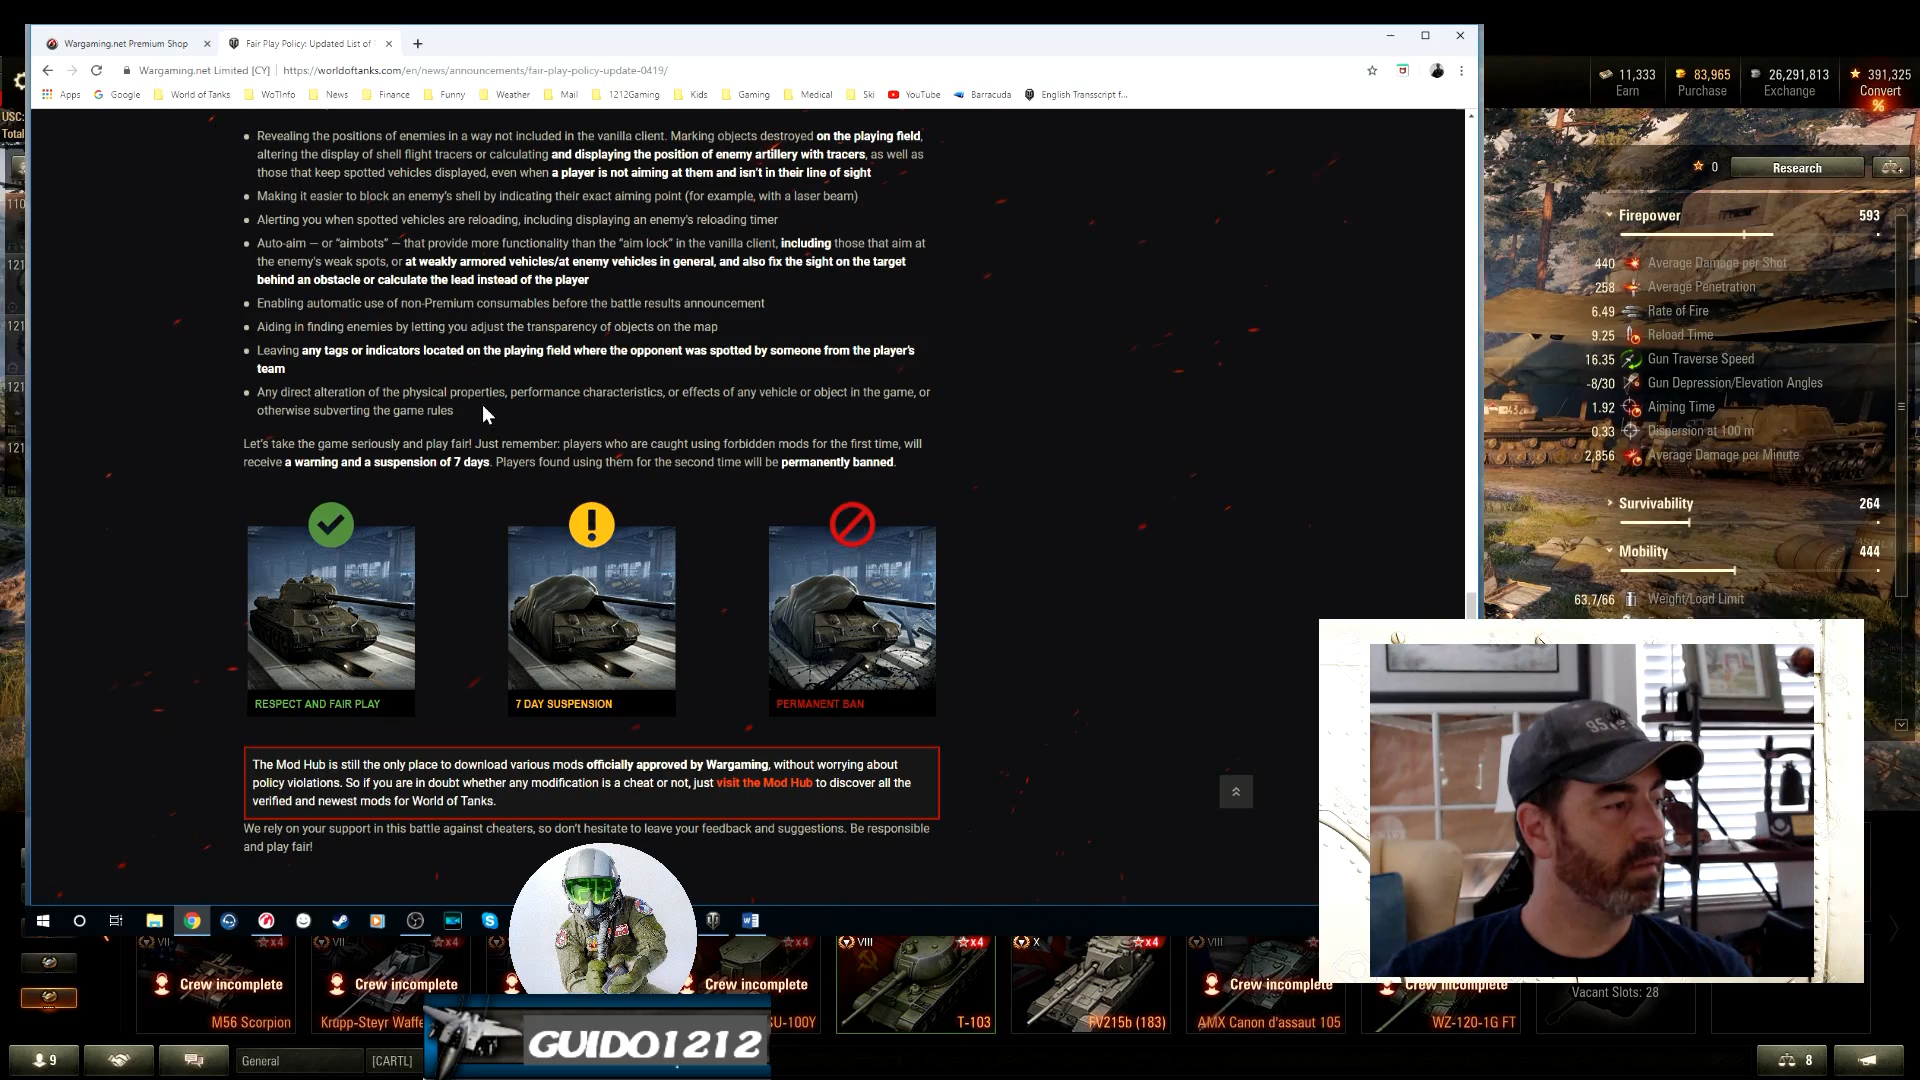 Wargaming.net Premium Shop
Fair Play Policy: Updated List of
Wargaming.net Limited [CY]
https://worldoftanks.com/en/news/announcements/fair-play-policy-update-0419/
Apps Google World of Tanks WoTInfo News Finance Funny Weather Mail 1212Gaming Kids Gaming Medical Ski YouTube Barracuda English Transcsript f...
11,333 83,965 26,291,813 391,325
Earn Purchase Exchange Convert
%
USC:
Total
Revealing the positions of enemies in a way not included in the vanilla client. Marking objects destroyed on the playing field,
altering the display of shell flight tracers or calculating and displaying the position of enemy artillery with tracers, as well as
those that keep spotted vehicles displayed, even when a player is not aiming at them and isn't in their line of sight
Making it easier to block an enemy's shell by indicating their exact aiming point (for example, with a laser beam)
Alerting you when spotted vehicles are reloading, including displaying an enemy's reloading timer
Auto-aim — or “aimbots” — that provide more functionality than the “aim lock” in the vanilla client, including those that aim at
the enemy's weak spots, or at weakly armored vehicles/at enemy vehicles in general, and also fix the sight on the target
behind an obstacle or calculate the lead instead of the player
Enabling automatic use of non-Premium consumables before the battle results announcement
Aiding in finding enemies by letting you adjust the transparency of objects on the map
Leaving any tags or indicators located on the playing field where the opponent was spotted by someone from the player's
team
Any direct alteration of the physical properties, performance characteristics, or effects of any vehicle or object in the game, or
otherwise subverting the game rules
Let's take the game seriously and play fair! Just remember: players who are caught using forbidden mods for the first time, will
receive a warning and a suspension of 7 days. Players found using them for the second time will be permanently banned.
RESPECT AND FAIR PLAY
7 DAY SUSPENSION
PERMANENT BAN
The Mod Hub is still the only place to download various mods officially approved by Wargaming, without worrying about
policy violations. So if you are in doubt whether any modification is a cheat or not, just visit the Mod Hub to discover all the
verified and newest mods for World of Tanks.
We rely on your support in this battle against cheaters, so don't hesitate to leave your feedback and suggestions. Be responsible
and play fair!
0 Research
Firepower 593
440 Average Damage per Shot
258 Average Penetration
6.49 Rate of Fire
9.25 Reload Time
16.35 Gun Traverse Speed
-8/30 Gun Depression/Elevation Angles
1.92 Aiming Time
0.33 Dispersion at 100 m
2,856 Average Damage per Minute
Survivability 264
Mobility 444
63.7/66 Weight/Load Limit
VII x4 VII x4 x4 VIII x4 X x4 VIII
Crew incomplete Crew incomplete Crew incomplete Crew incomplete Crew incomplete
Vacant Slots: 28
M56 Scorpion Krupp-Steyr Waffe SU-100Y T-103 FV215b (183) AMX Canon d'assaut 105 WZ-120-1G FT
GUIDO1212
9 General [CARTL] 8